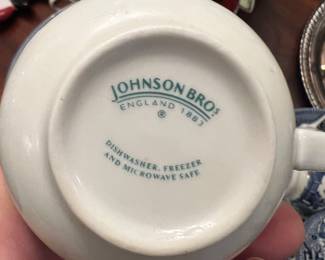 JOHNSON BROS
ENGLAND 1883
®
DISHWASHER, FREEZER
AND MICROWAVE SAFE